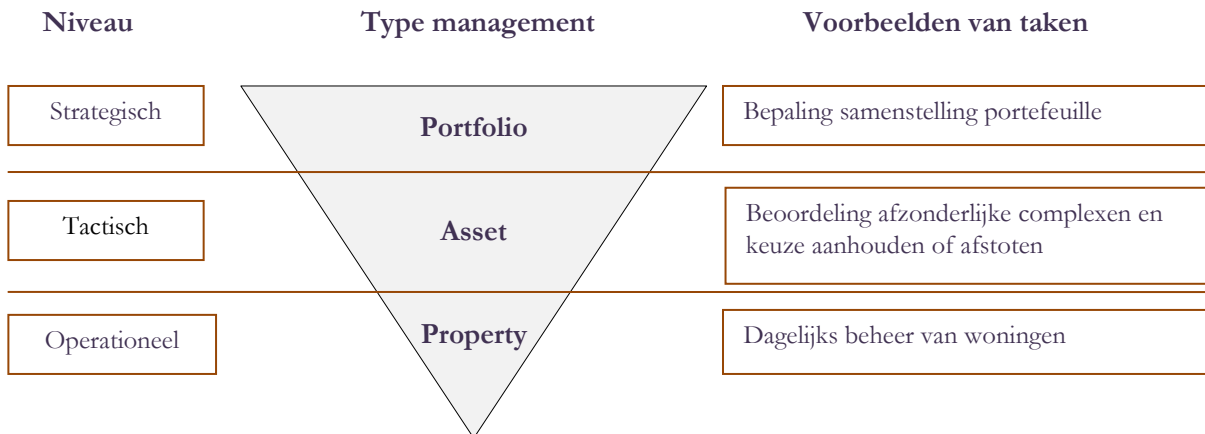 Niveau
Type management
Voorbeelden van taken
Strategisch
Portfolio
Bepaling samenstelling portefeuille
Tactisch
Asset
Beoordeling afzonderlijke complexen en
keuze aanhouden of afstoten
Operationeel
Property
Dagelijks beheer van woningen